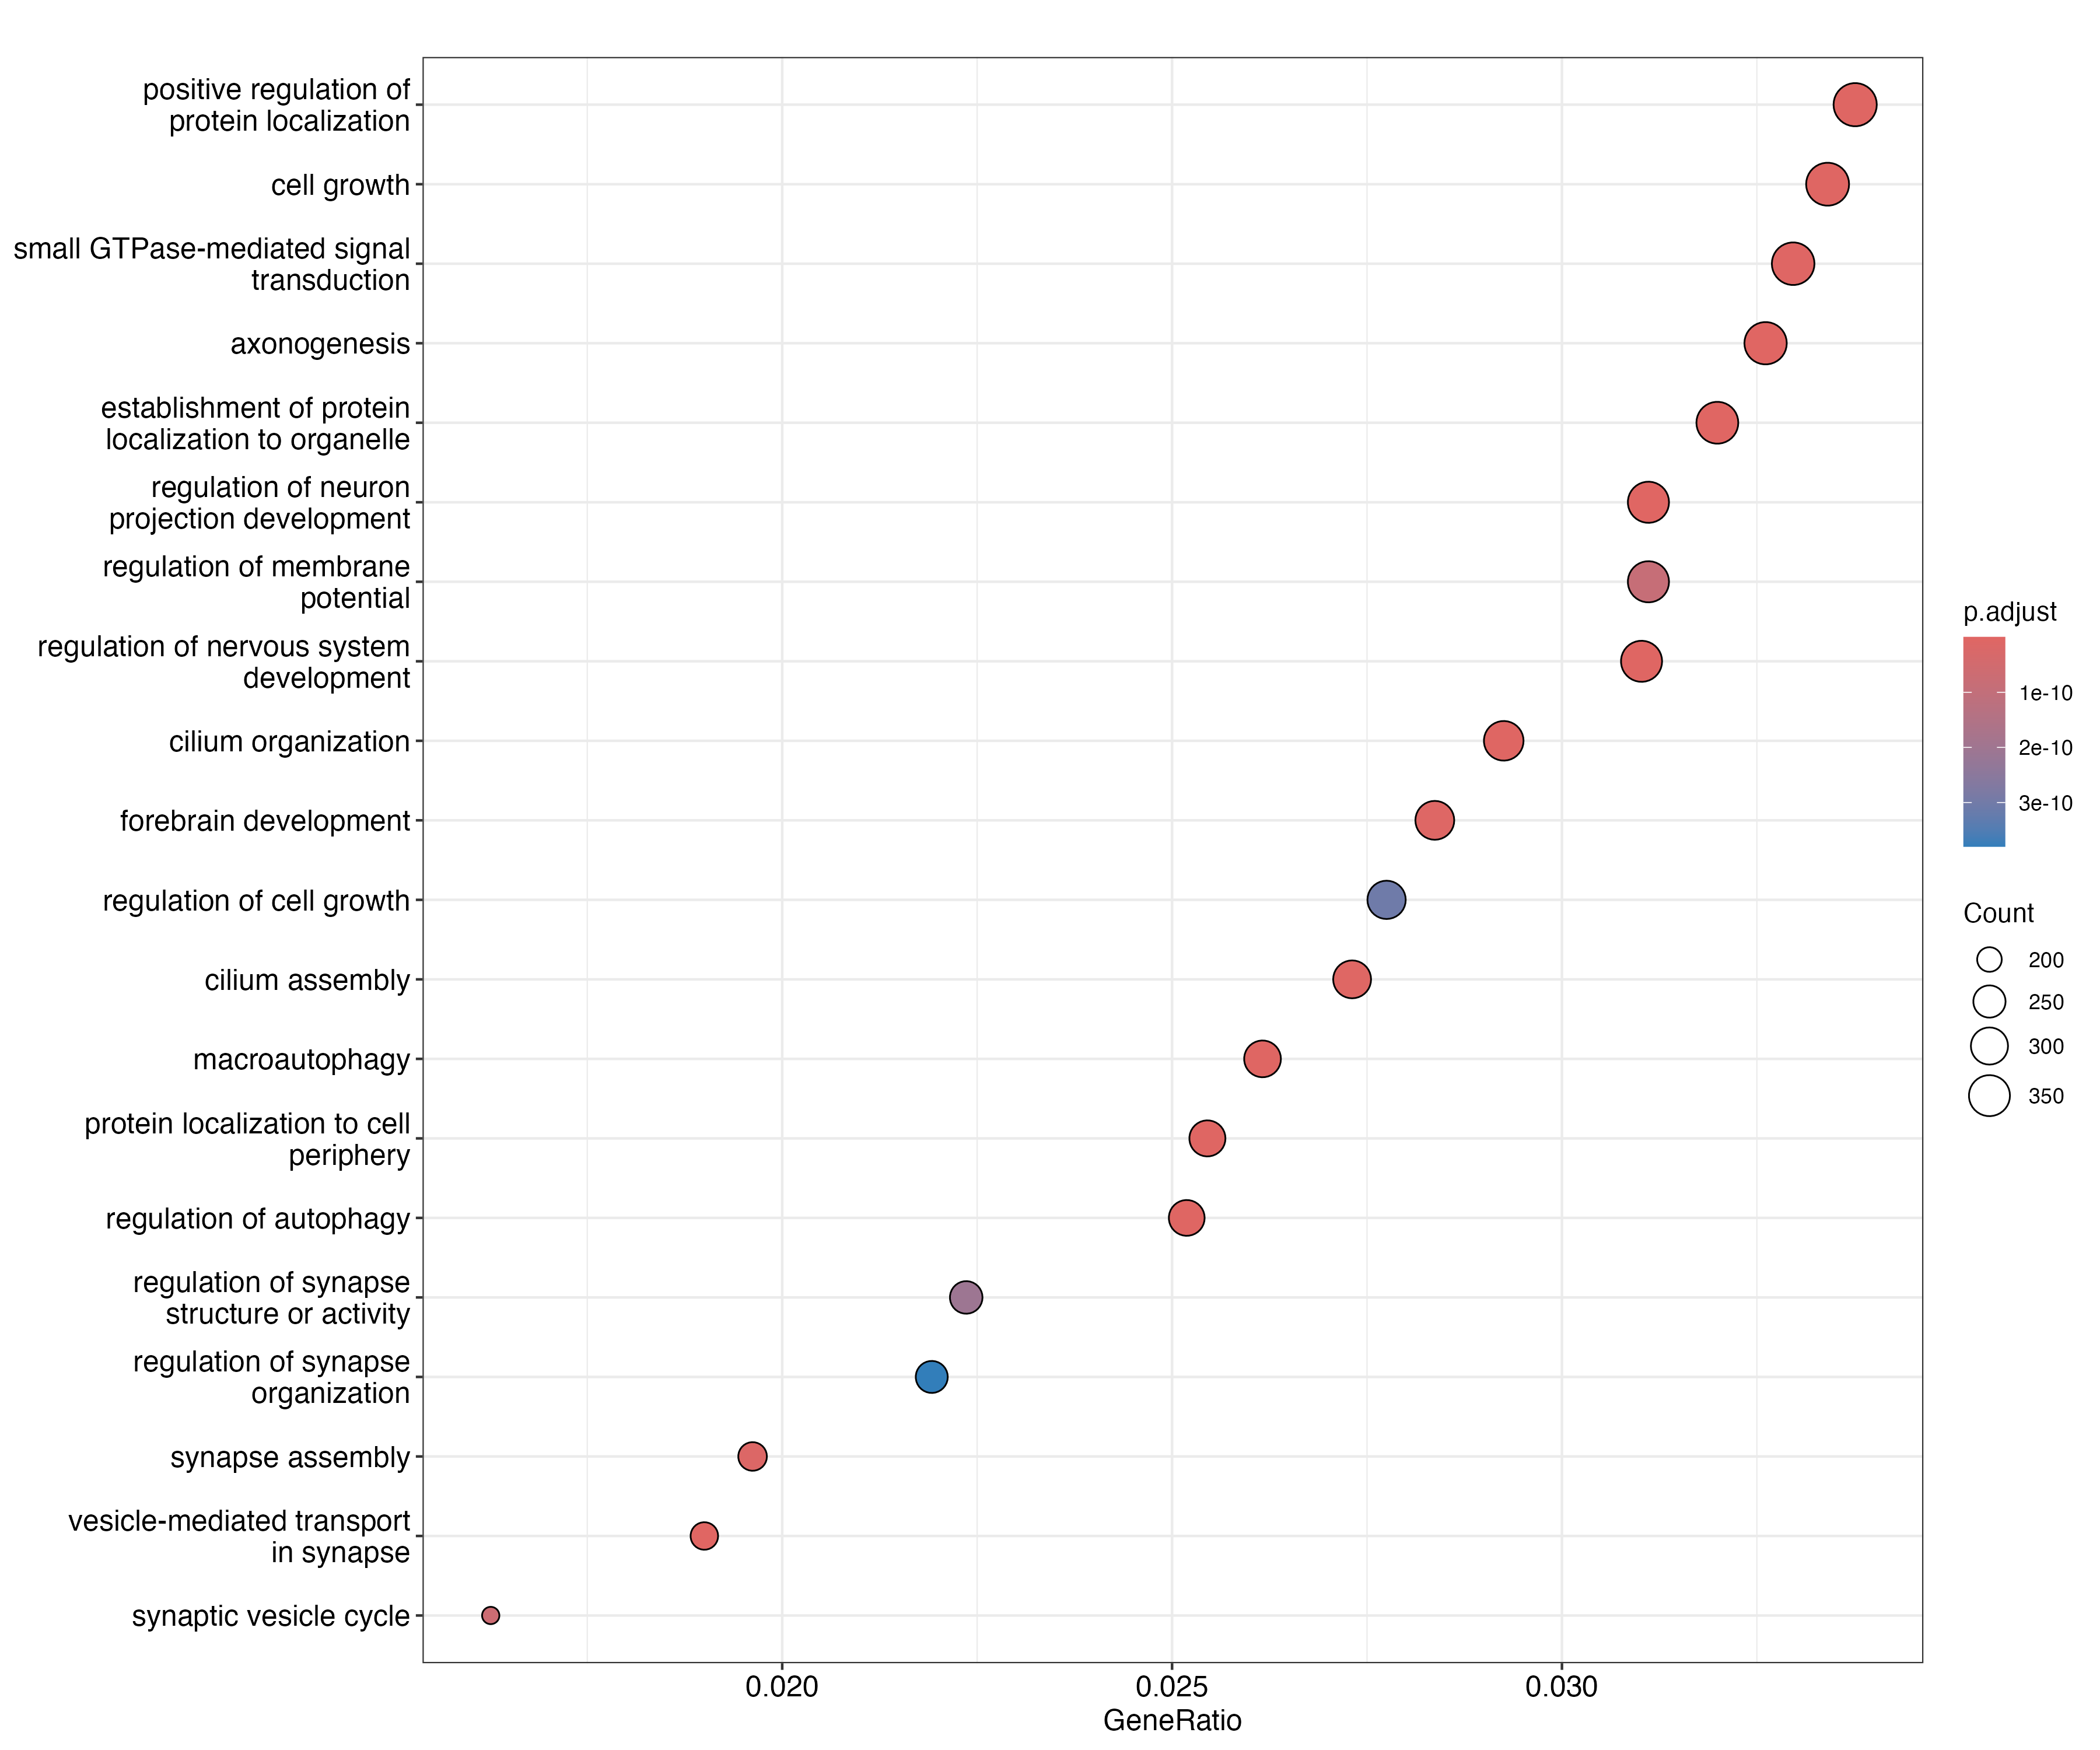 positive regulation of
protein localization
cell growth
small GTPase-mediated signal
transduction
axonogenesis
establishment of protein
localization to organelle
regulation of neuron
projection development
regulation of membrane
potential
regulation of nervous system
development
cilium organization
forebrain development
regulation of cell growth
cilium assembly
macroautophagy
protein localization to cell
periphery
regulation of autophagy
regulation of synapse
structure or activity
regulation of synapse
organization
synapse assembly
vesicle-mediated transport
in synapse
synaptic vesicle cycle
0.020
0.025
0.030
GeneRatio
p.adjust
1e-10
2e-10
3e-10
Count
200
250
300
350